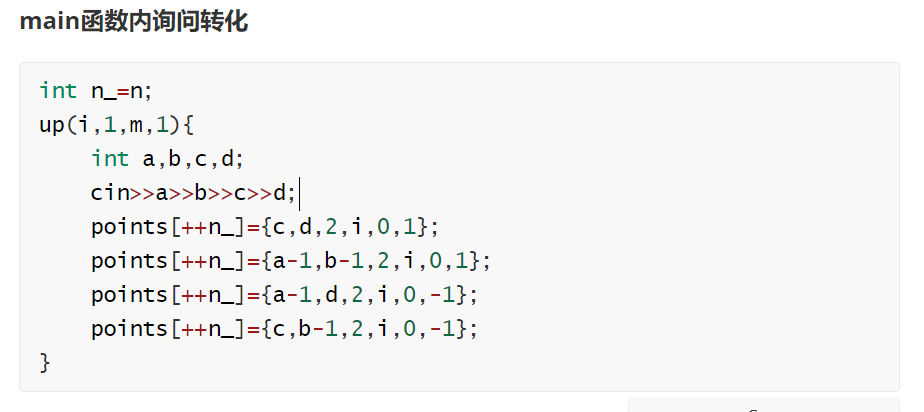 main函数内询问转化
int n_=n;
up(i,1,m,1){
    int a,b,c,d;
    cin>>a>>b>>c>>d;
    points[++n_]={c,d,2,i,0,1};
    points[++n_]={a-1,b-1,2,i,0,1};
    points[++n_]={a-1,d,2,i,0,-1};
    points[++n_]={c,b-1,2,i,0,-1};
}